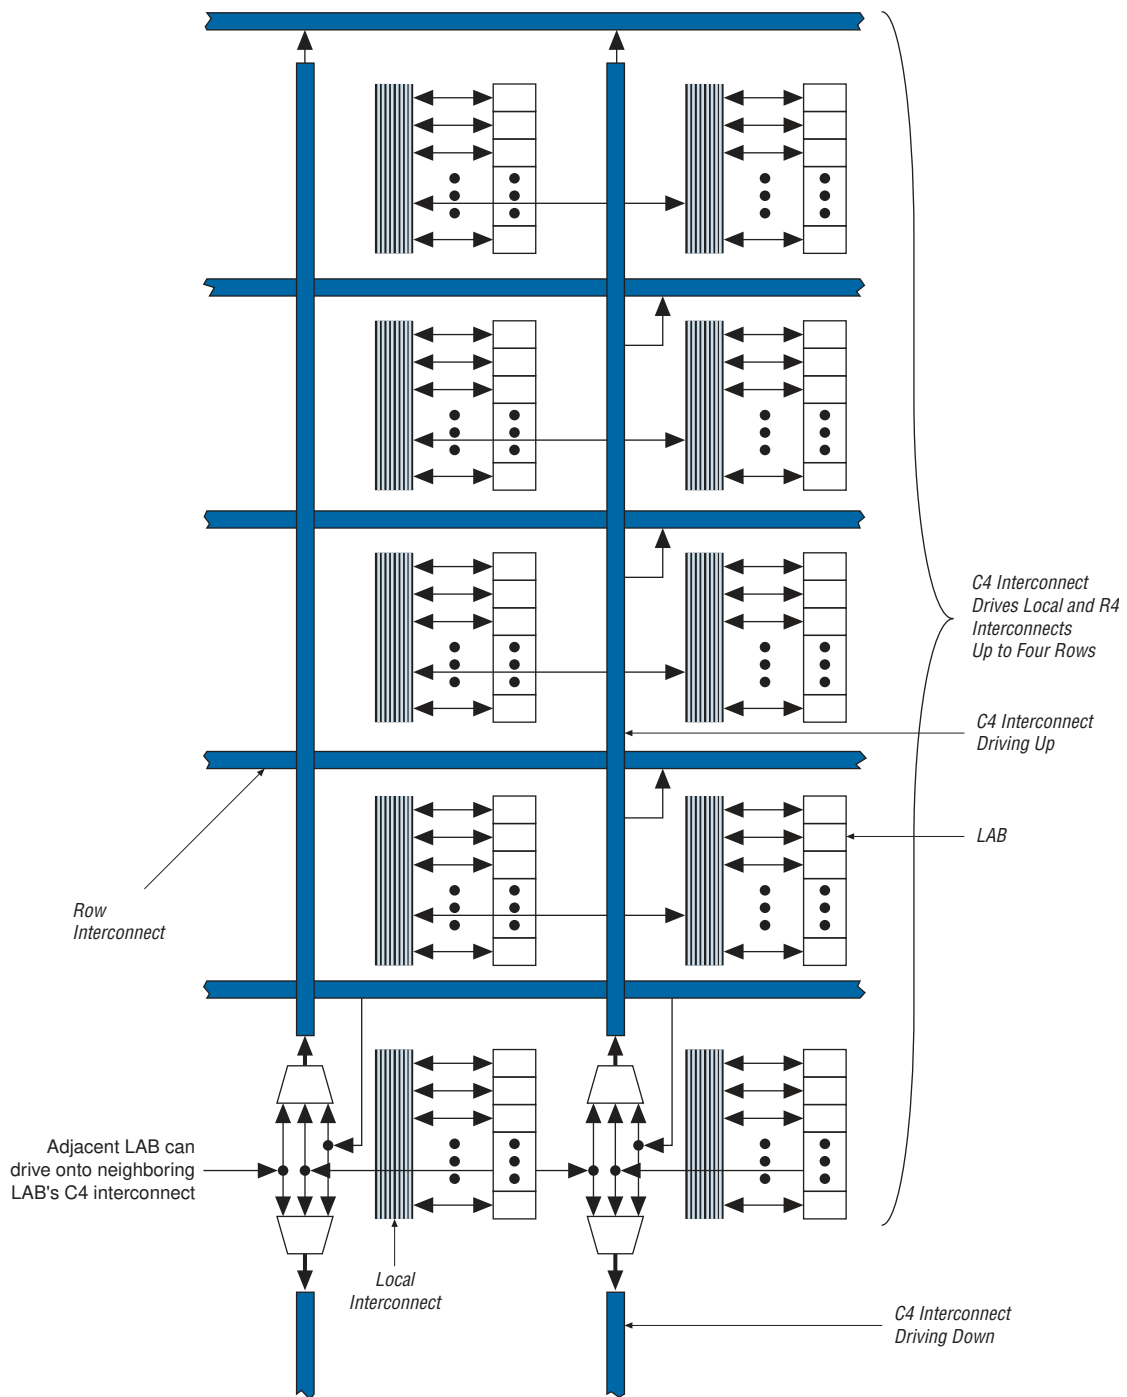 C4 Interconnect
Drives Local and R4
Interconnects
Up to Four Rows
C4 Interconnect
Driving Up
LAB
Row
Interconnect
Adjacent LAB can
drive onto neighboring
LAB's C4 interconnect
Local
Interconnect
C4 Interconnect
Driving Down